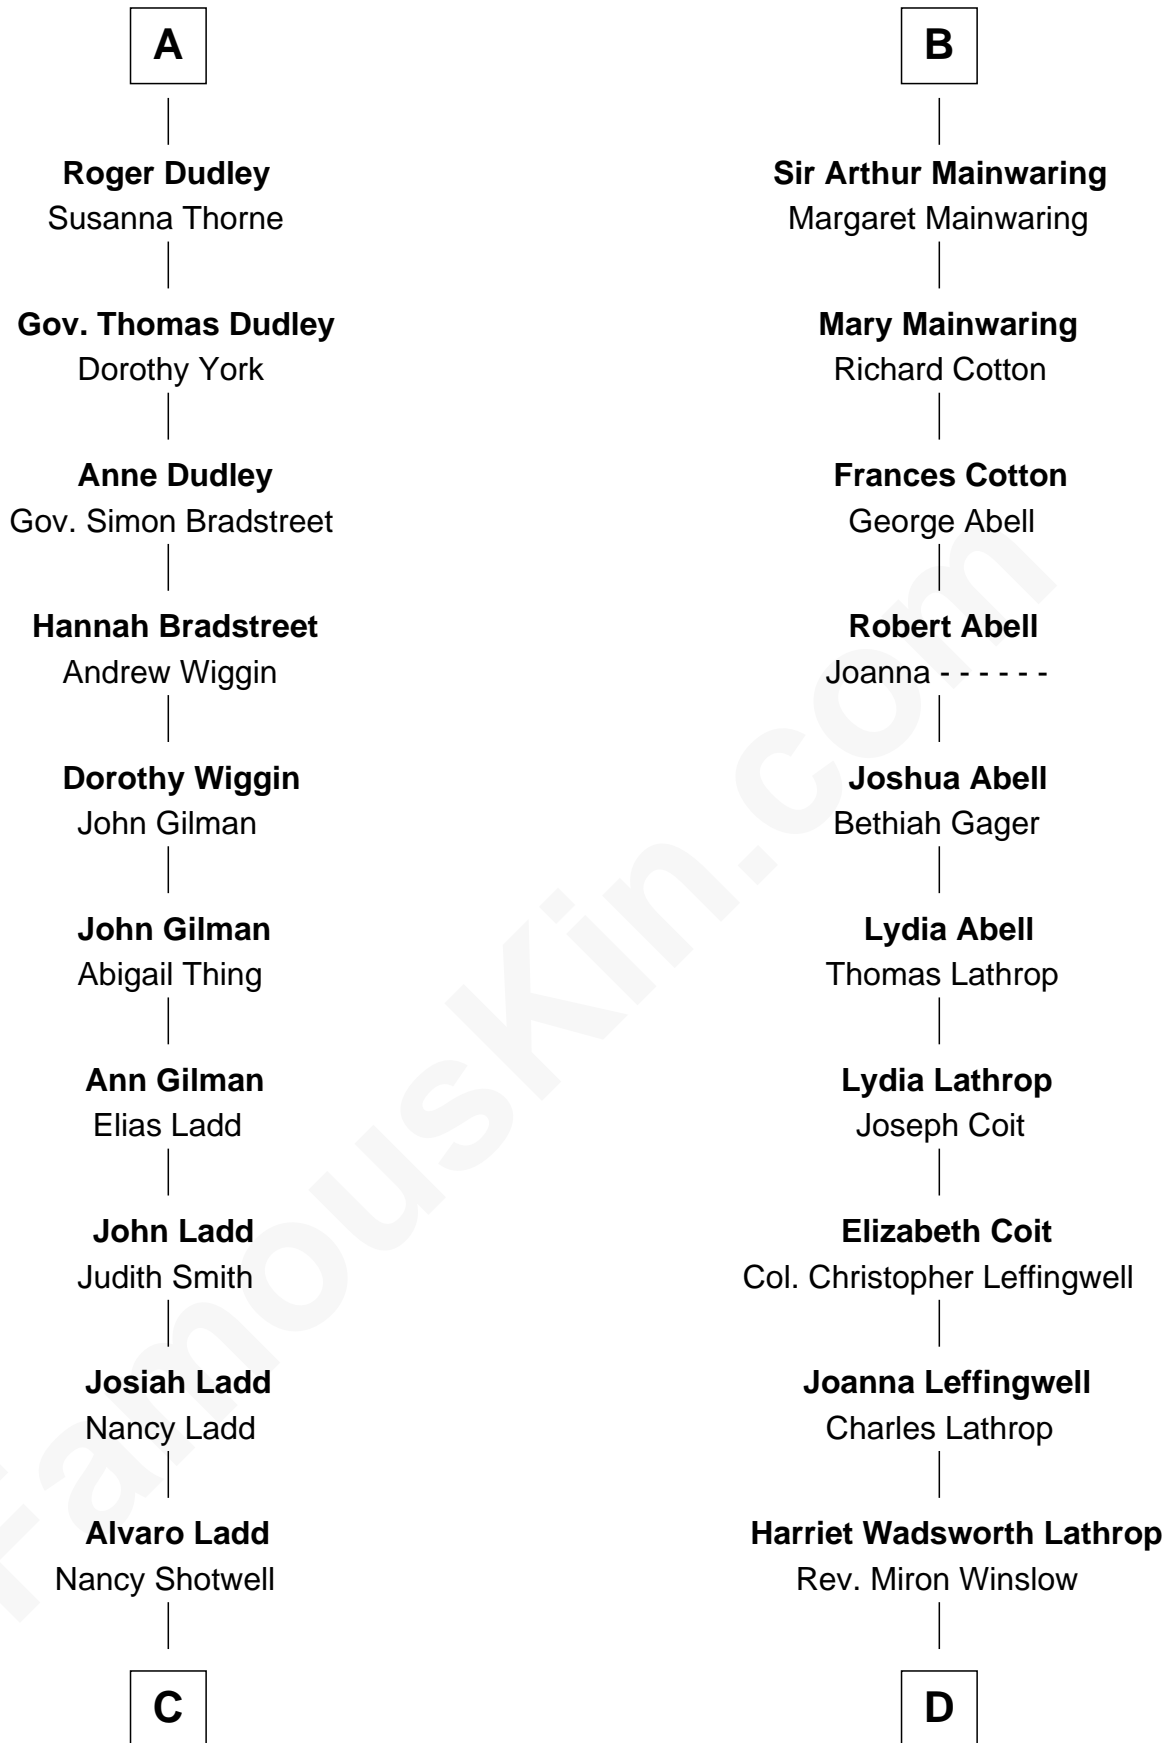 A
Roger Dudley
Susanna Thorne
Gov. Thomas Dudley
Dorothy York
Anne Dudley
Gov. Simon Bradstreet
Hannah Bradstreet
Andrew Wiggin
Dorothy Wiggin
John Gilman
John Gilman
Abigail Thing
Ann Gilman
Elias Ladd
John Ladd
Judith Smith
Josiah Ladd
Nancy Ladd
Alvaro Ladd
Nancy Shotwell
C
B
Sir Arthur Mainwaring
Margaret Mainwaring
Mary Mainwaring
Richard Cotton
Frances Cotton
George Abell
Robert Abell
Joanna - - - - - -
Joshua Abell
Bethiah Gager
Lydia Abell
Thomas Lathrop
Lydia Lathrop
Joseph Coit
Elizabeth Coit
Col. Christopher Leffingwell
Joanna Leffingwell
Charles Lathrop
Harriet Wadsworth Lathrop
Rev. Miron Winslow
D
FamousKin.com